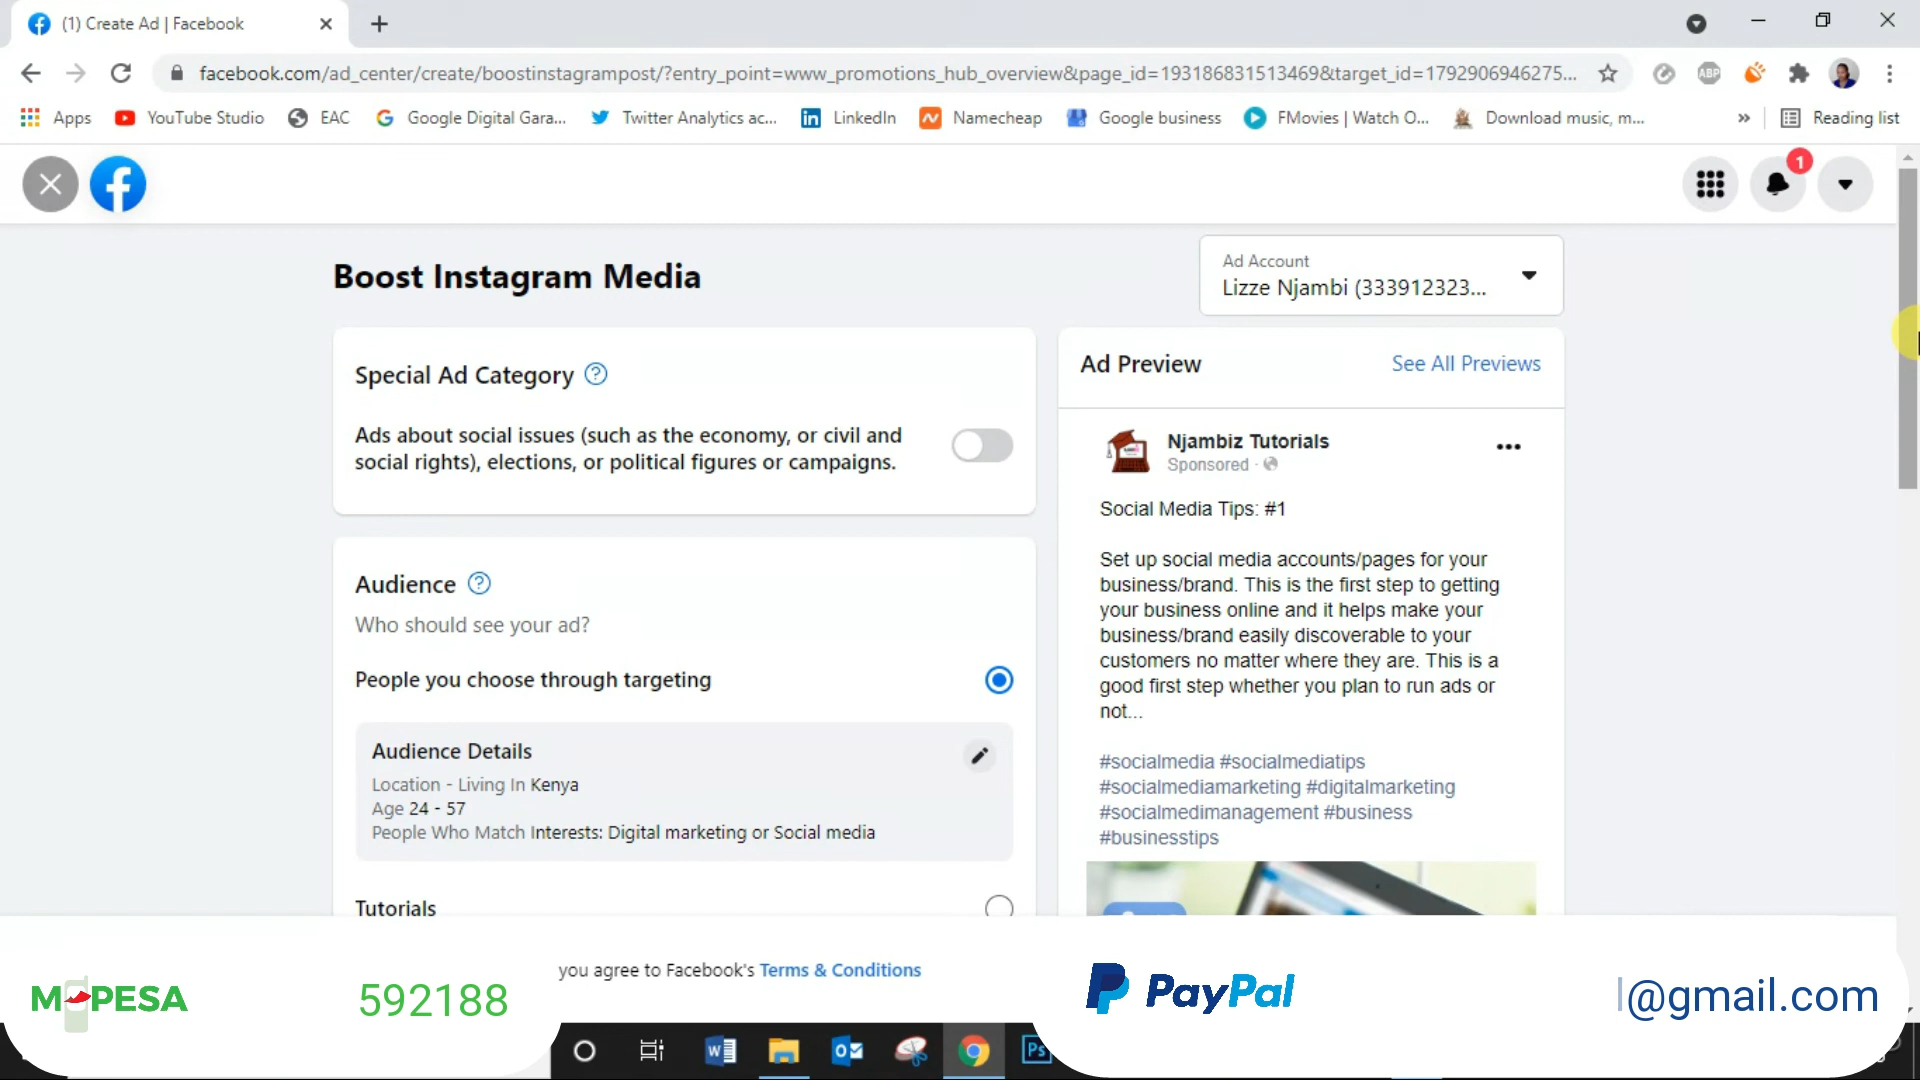 (1) Create Ad | Facebook
facebook.com/ad_center/create/boostinstagrampost/?entry_point=www_promotions_hub_overview&page_id=193186831513469&target_id=1792906946275...
ABP
Apps
YouTube Studio
EAC
Google Digital Gara...
Twitter Analytics ac...
LinkedIn
Namecheap
Google business
FMovies | Watch O...
Download music, m...
»
Reading list
1
Boost Instagram Media
Ad Account
Lizze Njambi (333912323...
Special Ad Category
Ads about social issues (such as the economy, or civil and
social rights), elections, or political figures or campaigns.
Audience
Who should see your ad?
People you choose through targeting
Audience Details
Location - Living In Kenya
Age 24 - 57
People Who Match Interests: Digital marketing or Social media
Tutorials
Ad Preview
See All Previews
Njambiz Tutorials
Sponsored ·
Social Media Tips: #1
Set up social media accounts/pages for your
business/brand. This is the first step to getting
your business online and it helps make your
business/brand easily discoverable to your
customers no matter where they are. This is a
good first step whether you plan to run ads or
not...
#socialmedia #socialmediatips
#socialmediamarketing #digitalmarketing
#socialmedimanagement #business
#businesstips
you agree to Facebook's Terms & Conditions
M-PESA
592188
PayPal
l@gmail.com
Ps